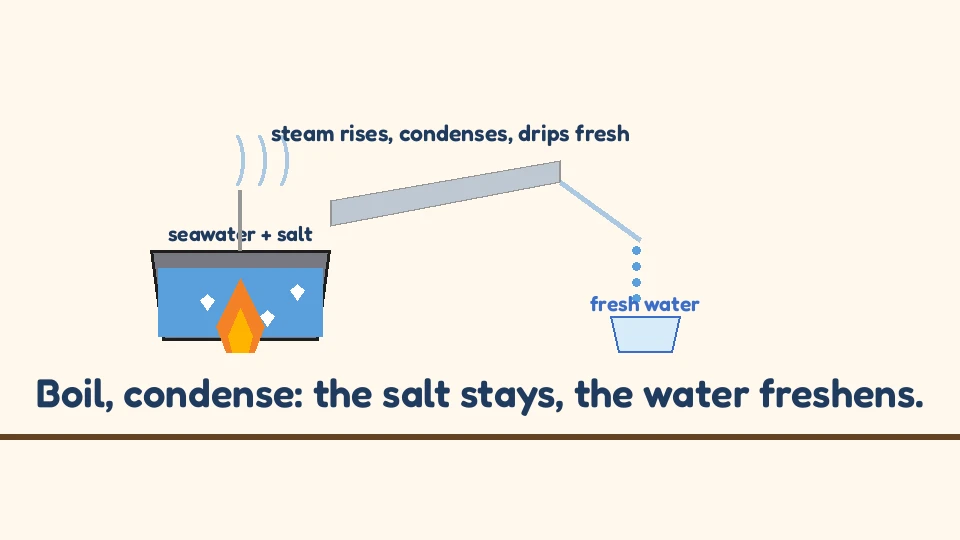 steam rises, condenses, drips fresh
seawater + salt
fresh water
Boil, condense: the salt stays, the water freshens.